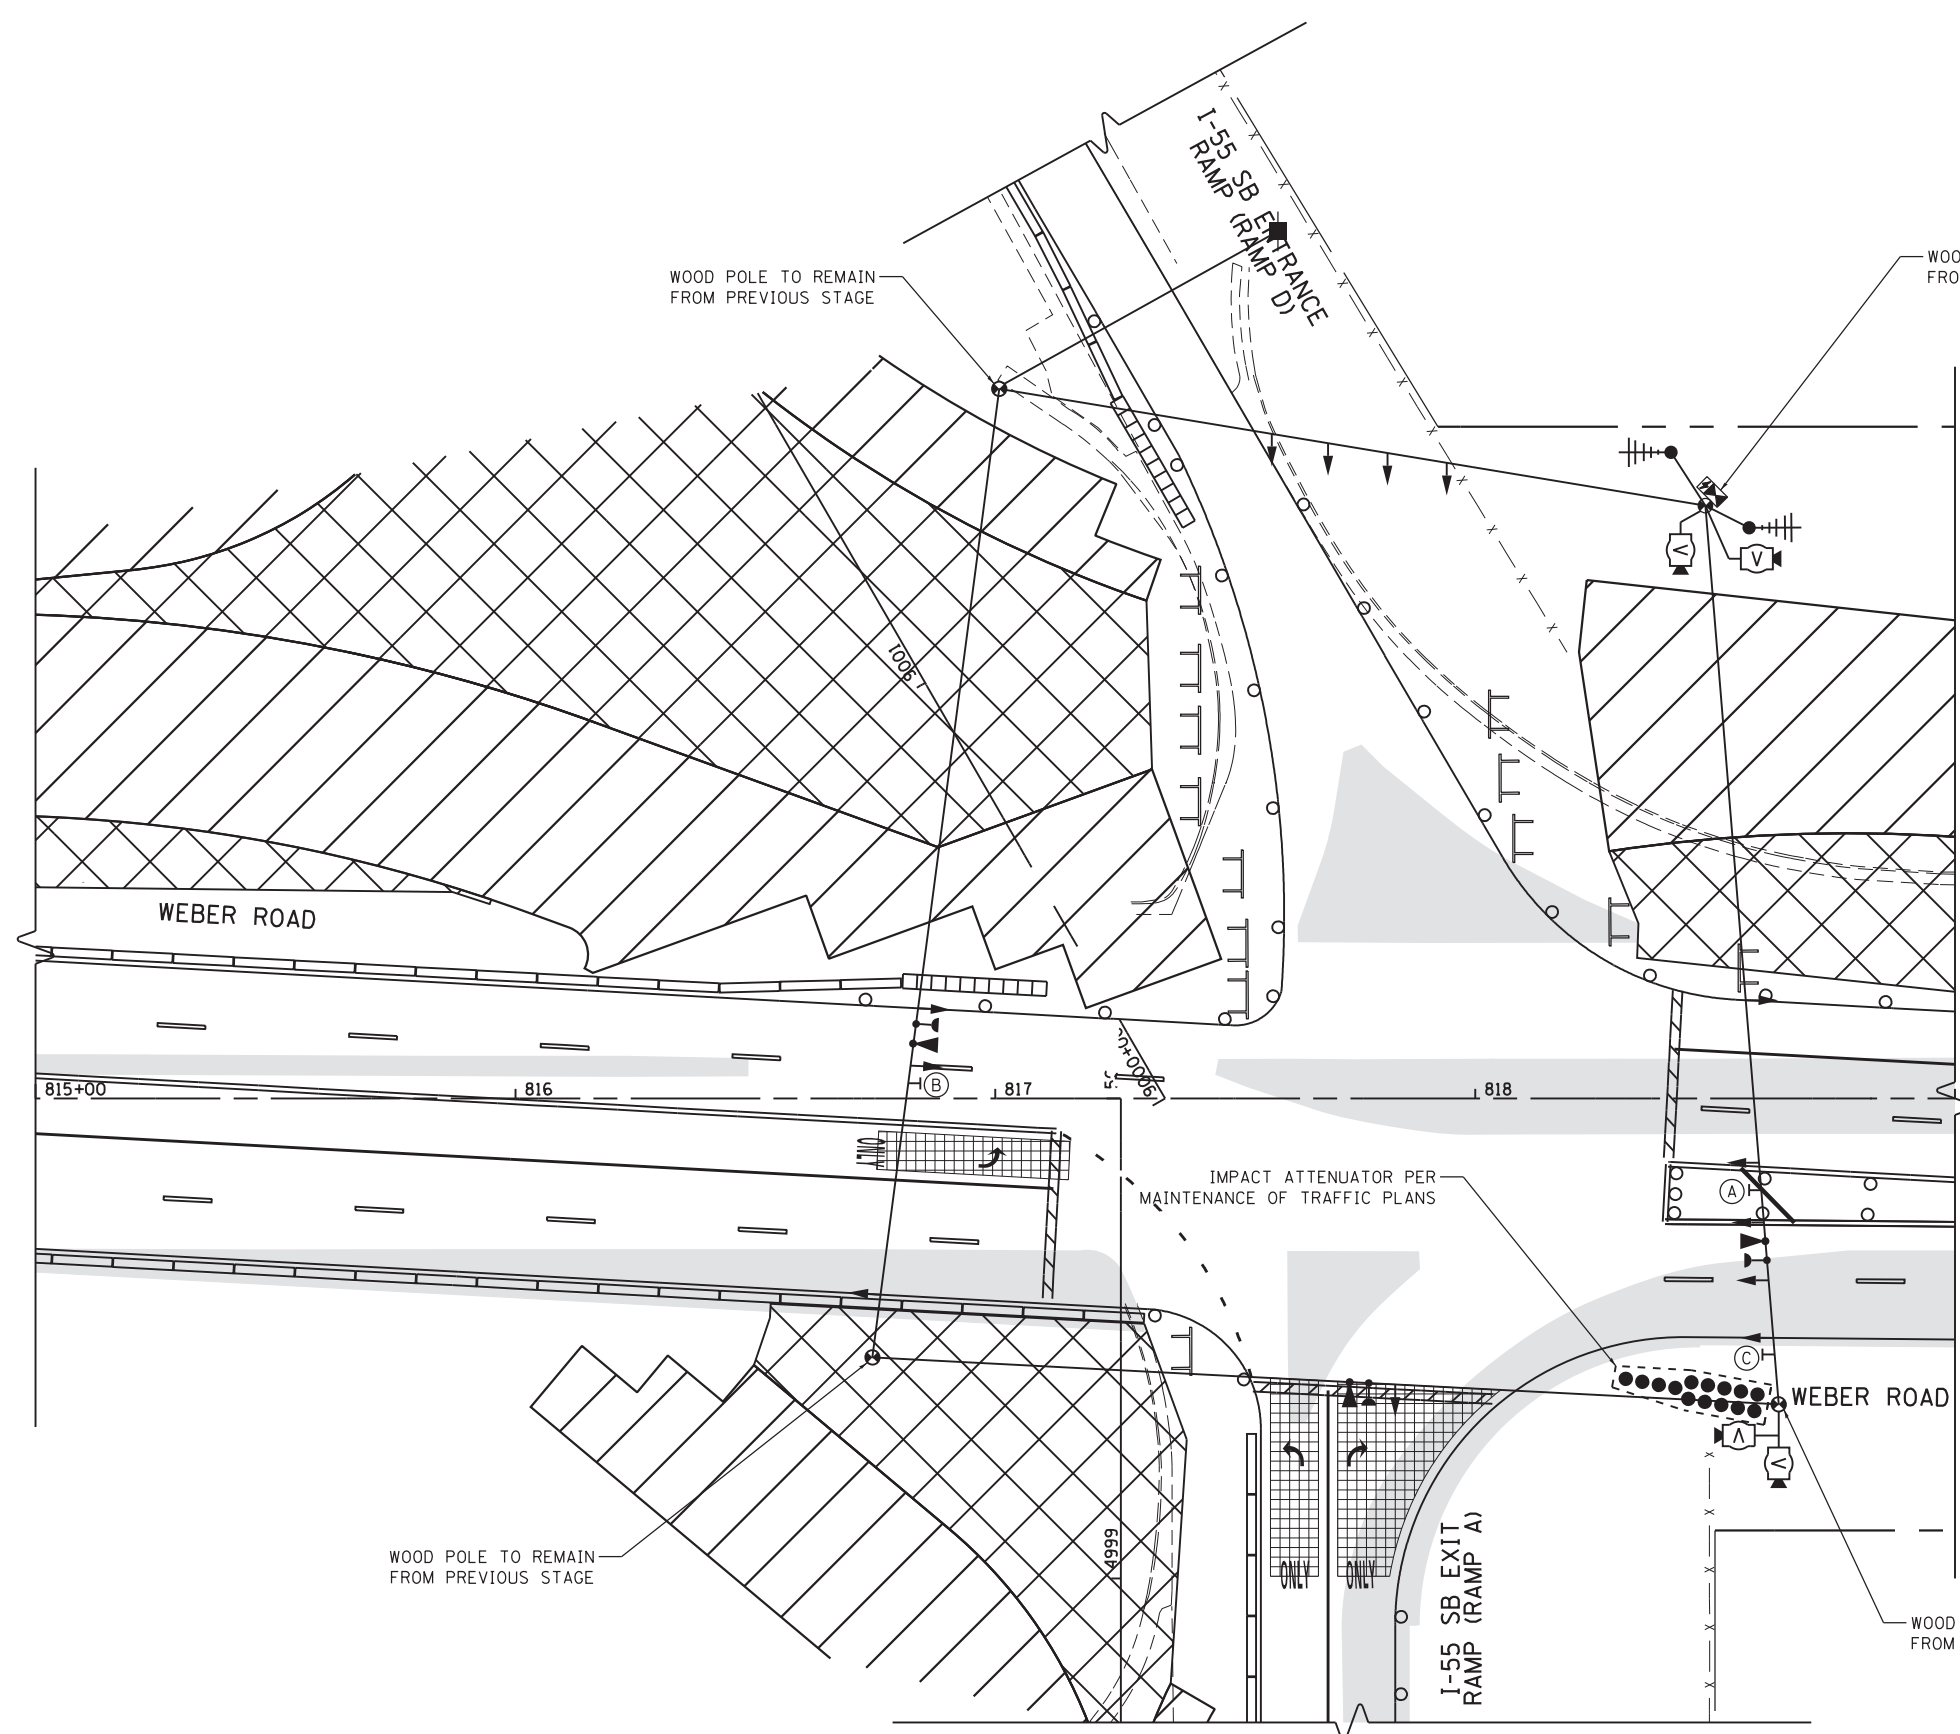 I-55 SB ENTRANCE
RAMP (RAMP D)
WOOD POLE TO REMAIN
FROM PREVIOUS STAGE
WOO
FRO
V
V
1006
WEBER ROAD
815+00
816
817
818
B
ONLY
IMPACT ATTENUATOR PER
MAINTENANCE OF TRAFFIC PLANS
A
C
WEBER ROAD
V
V
WOOD POLE TO REMAIN
FROM PREVIOUS STAGE
4999
ONLY
ONLY
I-55 SB EXIT
RAMP (RAMP A)
WOOD
FROM